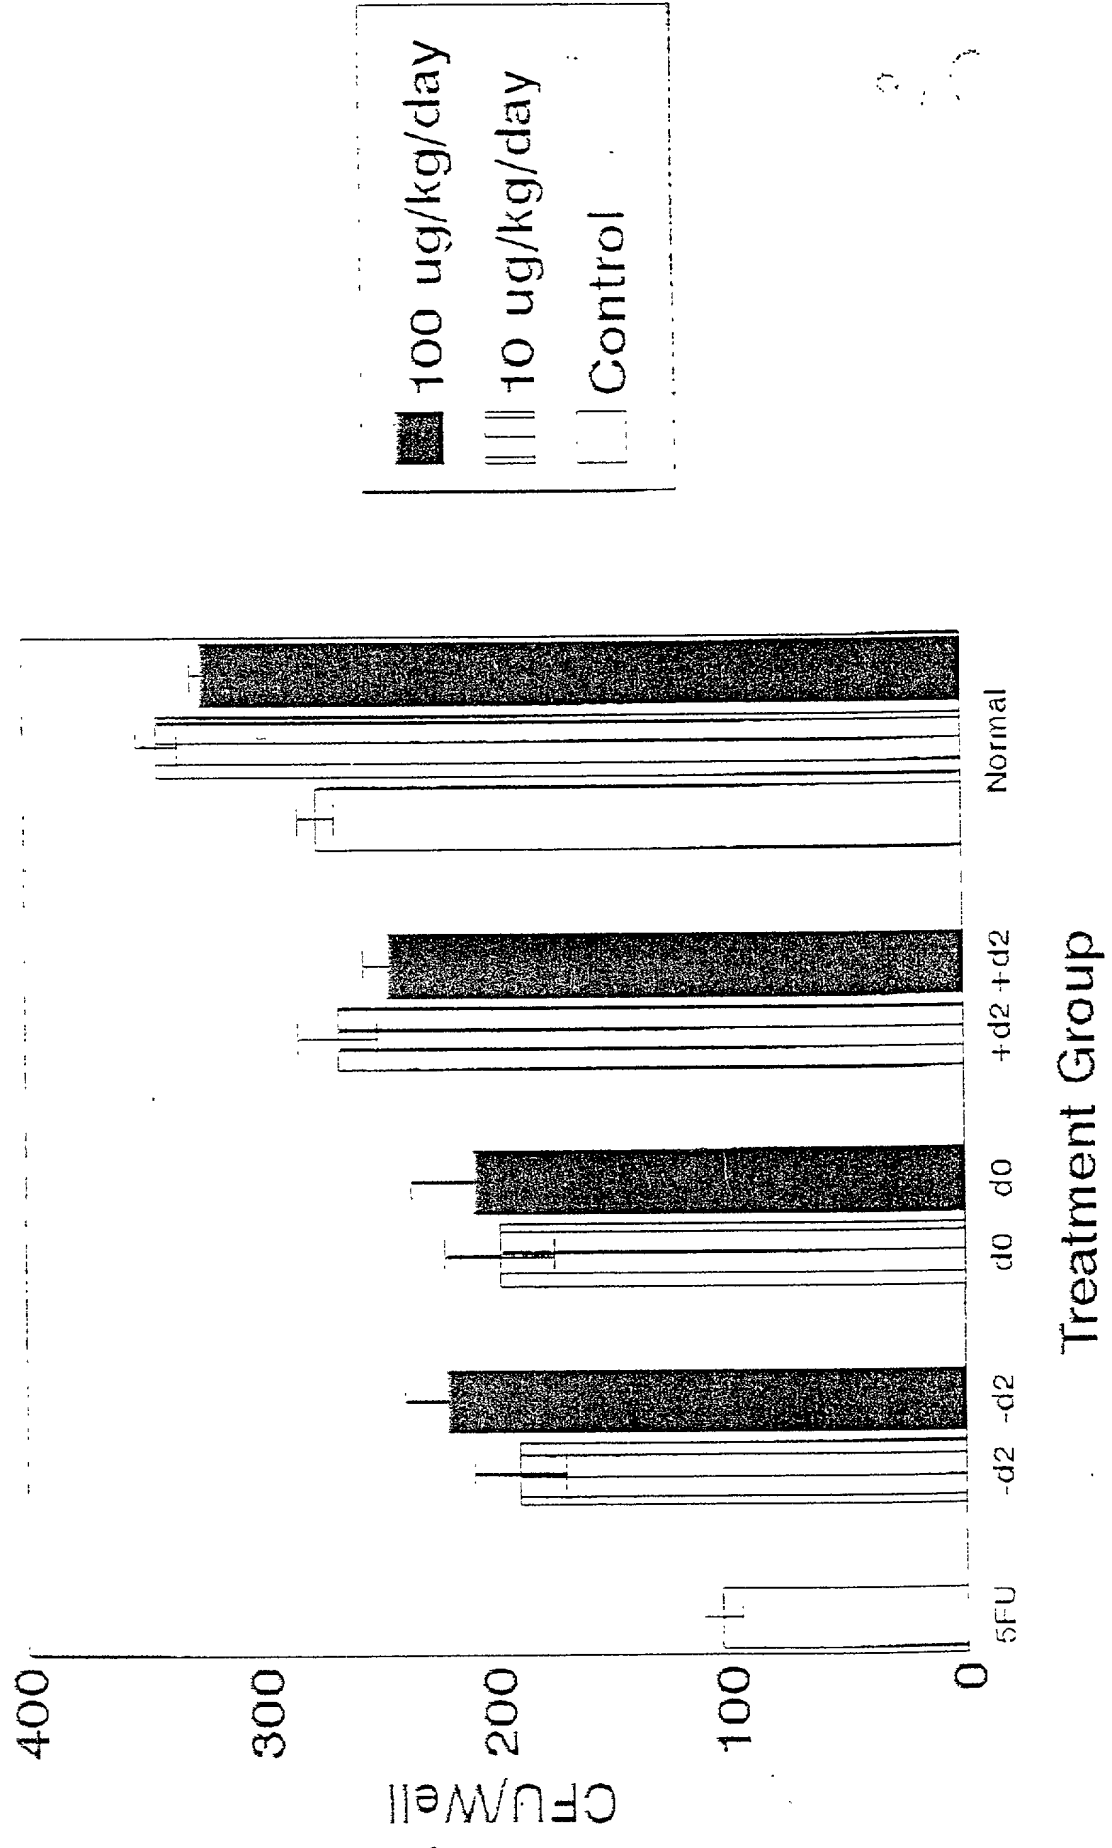 CFU/Well
400
300
200
100
0
5FU
-d2
-d2
d0
d0
+d2
+d2
Normal
Treatment Group
100 ug/kg/day
10 ug/kg/day
Control